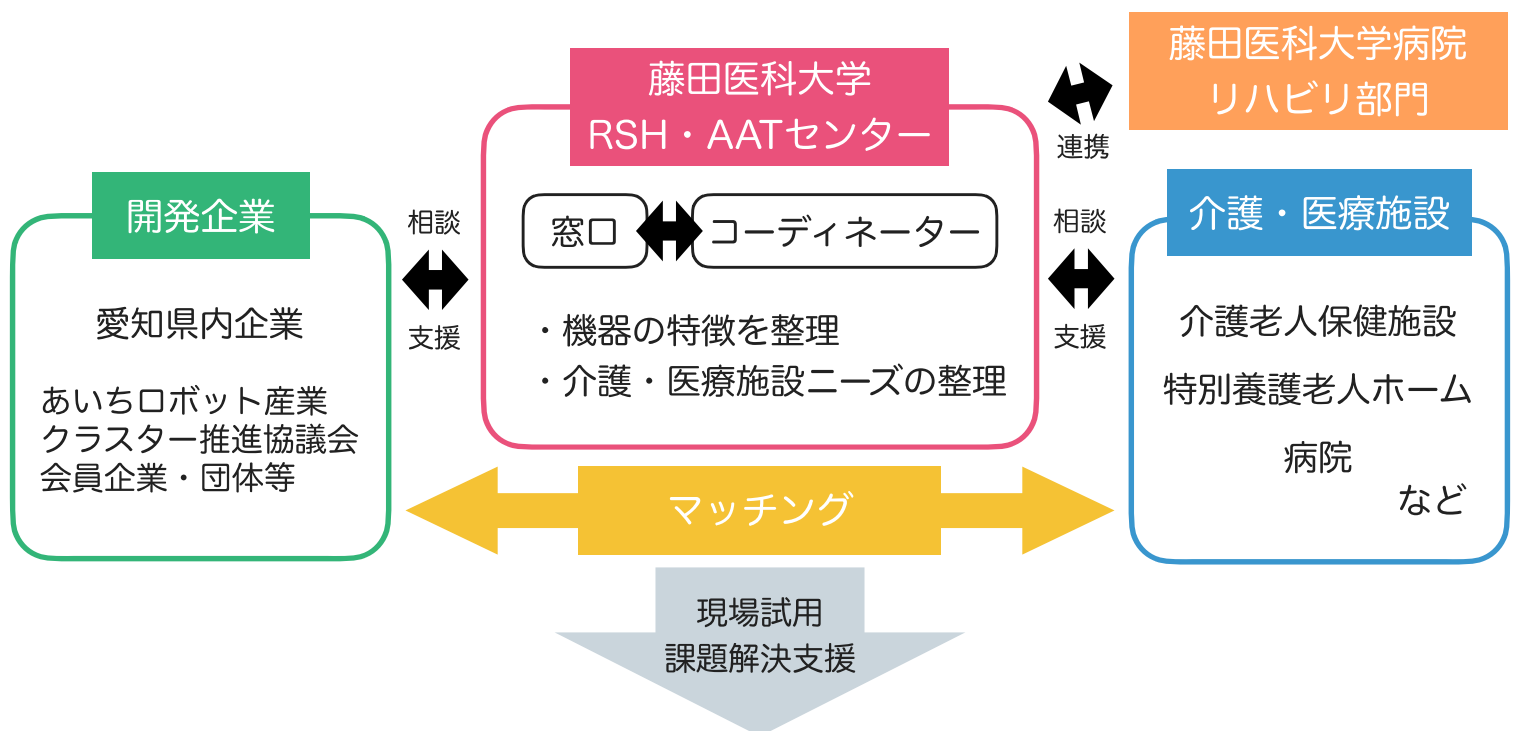 藤田医科大学病院
リハビリ部門
藤田医科大学
RSH・AATセンター
連携
開発企業
愛知県内企業
あいちロボット産業
クラスター推進協議会
会員企業・団体等
相談
支援
窓口
コーディネーター
・機器の特徴を整理
・介護・医療施設ニーズの整理
相談
支援
介護・医療施設
介護老人保健施設
特別養護老人ホーム
病院
など
マッチング
現場試用
課題解決支援